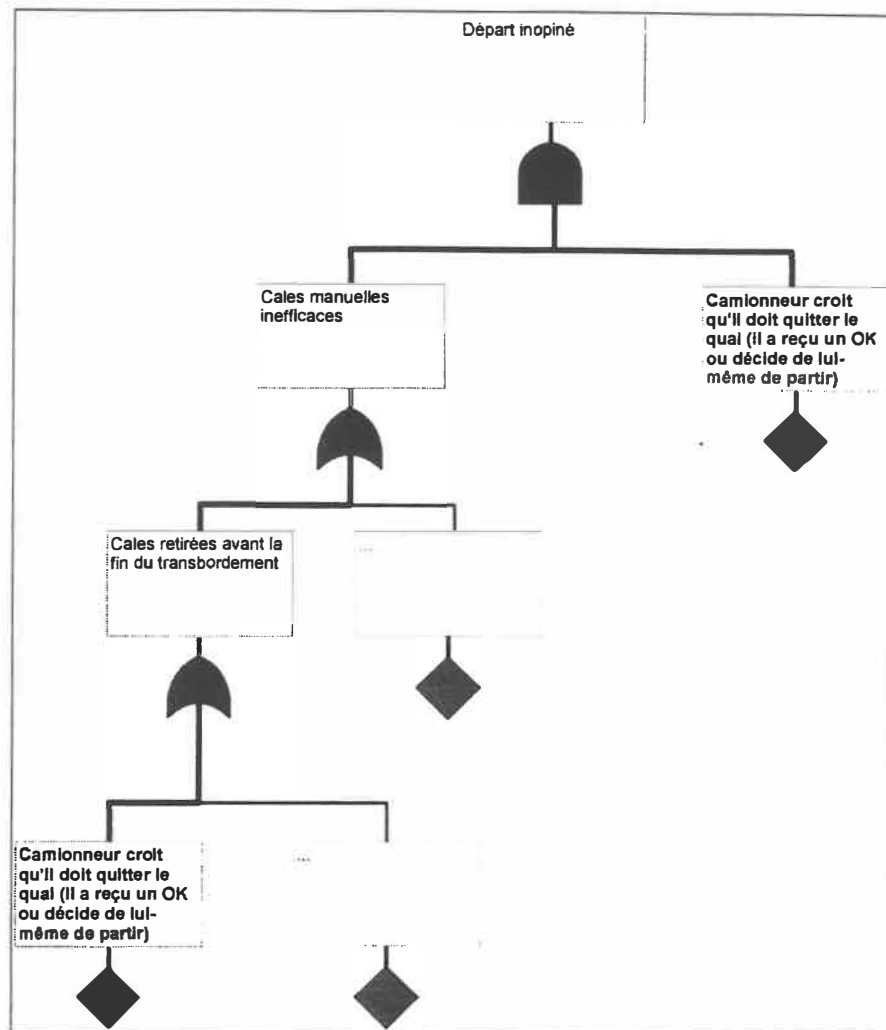 Départ inopiné
Cales manuelles
inefficaces
Camionneur croit
qu'il doit quitter le
quai (il a reçu un OK
ou décide de lui-
même de partir)
Cales retirées avant la
fin du transbordement
...
Camionneur croit
qu'il doit quitter le
quai (il a reçu un OK
ou décide de lui-
même de partir)
...